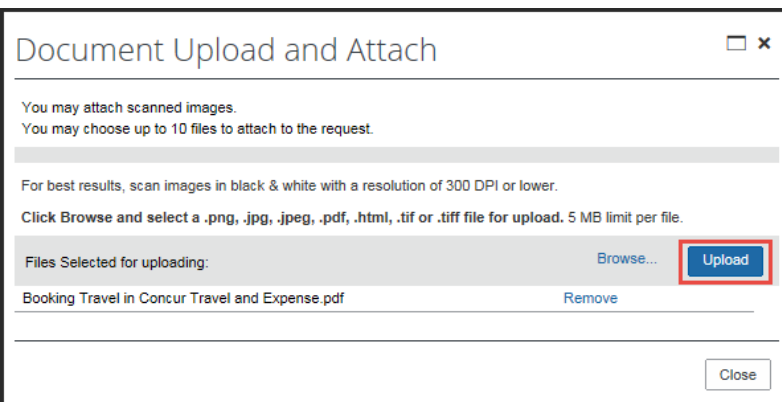 Document Upload and Attach
You may attach scanned images.
You may choose up to 10 files to attach to the request.
For best results, scan images in black & white with a resolution of 300 DPI or lower.
Click Browse and select a .png, .jpg, .jpeg, .pdf, .html, .tif or .tiff file for upload. 5 MB limit per file.
Files Selected for uploading: Browse... Upload
Booking Travel in Concur Travel and Expense.pdf Remove
Close